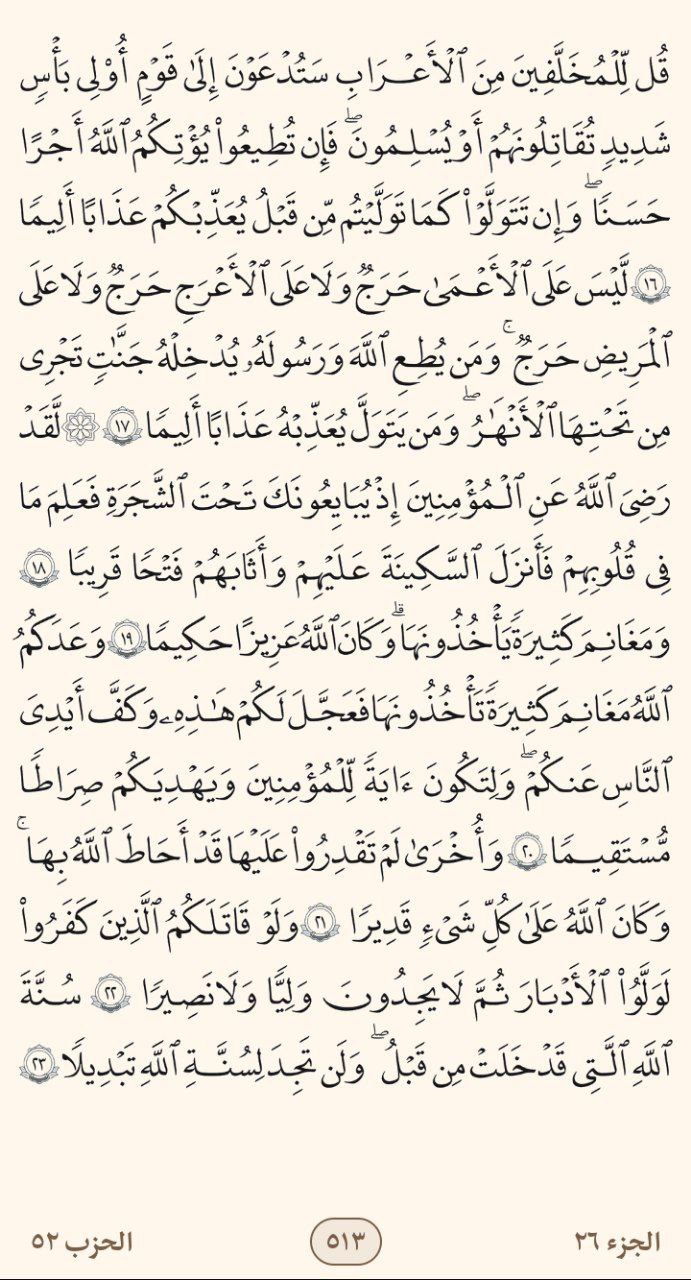 قُل لِّلْمُخَلَّفِينَ مِنَ ٱلْأَعْرَابِ سَتُدْعَوْنَ إِلَىٰ قَوْمٍ أُو۟لِى بَأْسٍ
شَدِيدٍ تُقَٰتِلُونَهُمْ أَوْ يُسْلِمُونَ ۖ فَإِن تُطِيعُوا۟ يُؤْتِكُمُ ٱللَّهُ أَجْرًا
حَسَنًا ۖ وَإِن تَتَوَلَّوْا۟ كَمَا تَوَلَّيْتُم مِّن قَبْلُ يُعَذِّبْكُمْ عَذَابًا أَلِيمًا
١٦ لَّيْسَ عَلَى ٱلْأَعْمَىٰ حَرَجٌ وَلَا عَلَى ٱلْأَعْرَجِ حَرَجٌ وَلَا عَلَى
ٱلْمَرِيضِ حَرَجٌ ۚ وَمَن يُطِعِ ٱللَّهَ وَرَسُولَهُۥ يُدْخِلْهُ جَنَّٰتٍ تَجْرِى
مِن تَحْتِهَا ٱلْأَنْهَٰرُ ۖ وَمَن يَتَوَلَّ يُعَذِّبْهُ عَذَابًا أَلِيمًا ١٧ ۞ لَّقَدْ
رَضِىَ ٱللَّهُ عَنِ ٱلْمُؤْمِنِينَ إِذْ يُبَايِعُونَكَ تَحْتَ ٱلشَّجَرَةِ فَعَلِمَ مَا
فِى قُلُوبِهِمْ فَأَنزَلَ ٱلسَّكِينَةَ عَلَيْهِمْ وَأَثَٰبَهُمْ فَتْحًا قَرِيبًا ١٨
وَمَغَانِمَ كَثِيرَةً يَأْخُذُونَهَا ۗ وَكَانَ ٱللَّهُ عَزِيزًا حَكِيمًا ١٩ وَعَدَكُمُ
ٱللَّهُ مَغَانِمَ كَثِيرَةً تَأْخُذُونَهَا فَعَجَّلَ لَكُمْ هَٰذِهِۦ وَكَفَّ أَيْدِىَ
ٱلنَّاسِ عَنكُمْ ۖ وَلِتَكُونَ ءَايَةً لِّلْمُؤْمِنِينَ وَيَهْدِيَكُمْ صِرَٰطًا
مُّسْتَقِيمًا ٢٠ وَأُخْرَىٰ لَمْ تَقْدِرُوا۟ عَلَيْهَا قَدْ أَحَاطَ ٱللَّهُ بِهَا ۚ
وَكَانَ ٱللَّهُ عَلَىٰ كُلِّ شَىْءٍ قَدِيرًا ٢١ وَلَوْ قَٰتَلَكُمُ ٱلَّذِينَ كَفَرُوا۟
لَوَلَّوُا۟ ٱلْأَدْبَٰرَ ثُمَّ لَا يَجِدُونَ وَلِيًّا وَلَا نَصِيرًا ٢٢ سُنَّةَ
ٱللَّهِ ٱلَّتِى قَدْ خَلَتْ مِن قَبْلُ ۖ وَلَن تَجِدَ لِسُنَّةِ ٱللَّهِ تَبْدِيلًا ٢٣
الجزء ٢٦ ٥١٣ الحزب ٥٢